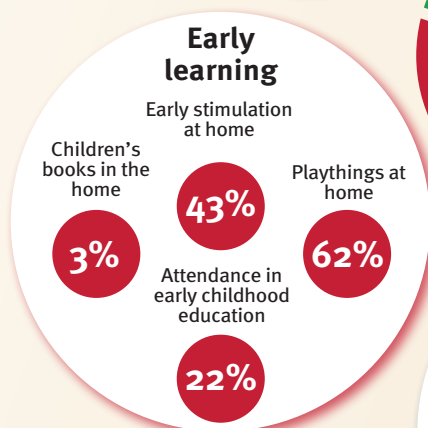 Early
learning
Early stimulation
at home
43%
Children's
books in the
home
3%
Playthings at
home
62%
Attendance in
early childhood
education
22%